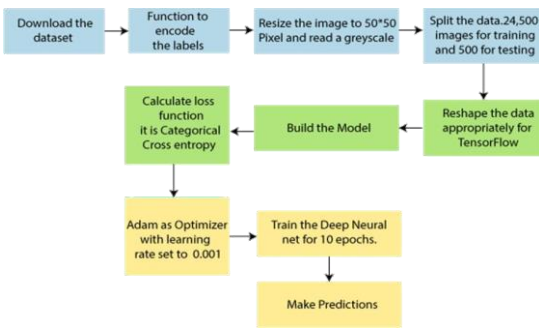 Download the
dataset
Function to
encode
the labels
Resize the image to 50*50
Pixel and read a greyscale
Split the data.24,500
images for training
and 500 for testing
Reshape the data
appropriately for
TensorFlow
Build the Model
Calculate loss
function
it is Categorical
Cross entropy
Adam as Optimizer
with learning
rate set to 0.001
Train the Deep Neural
net for 10 epochs.
Make Predictions